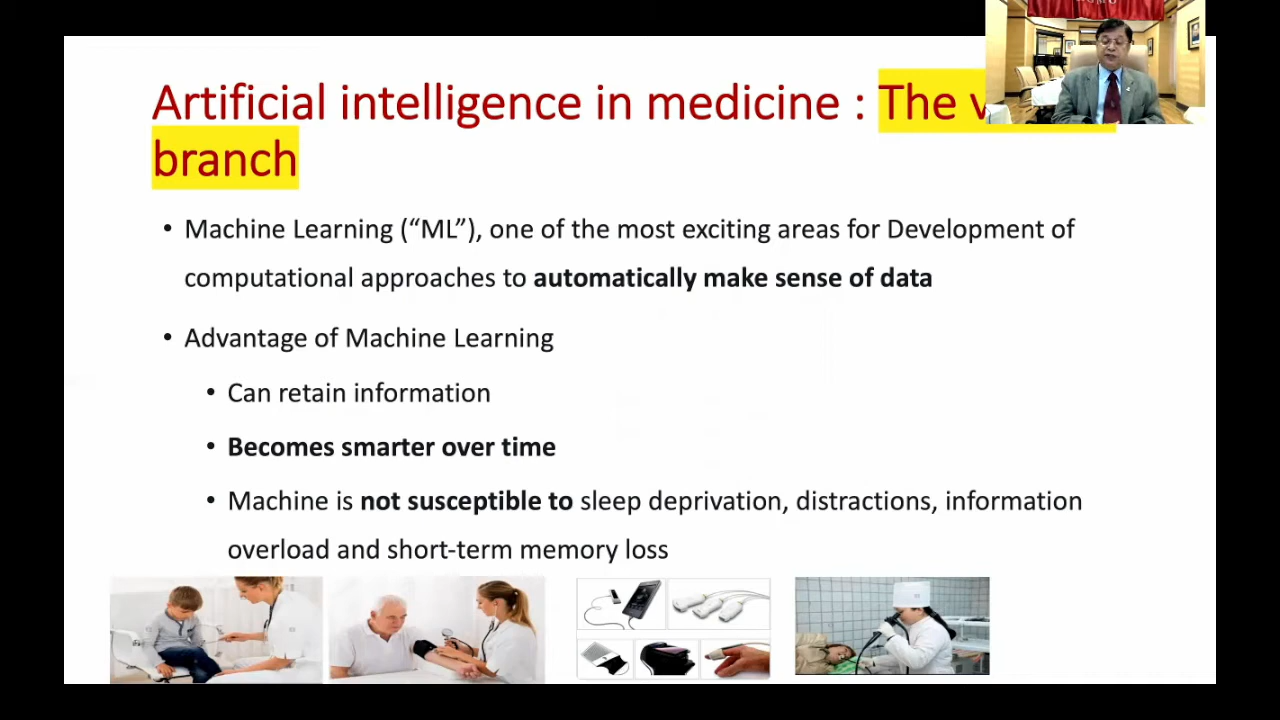 Artificial intelligence in medicine : The
branch
• Machine Learning (“ML”), one of the most exciting areas for Development of
computational approaches to automatically make sense of data
• Advantage of Machine Learning
• Can retain information
• Becomes smarter over time
• Machine is not susceptible to sleep deprivation, distractions, information
overload and short-term memory loss